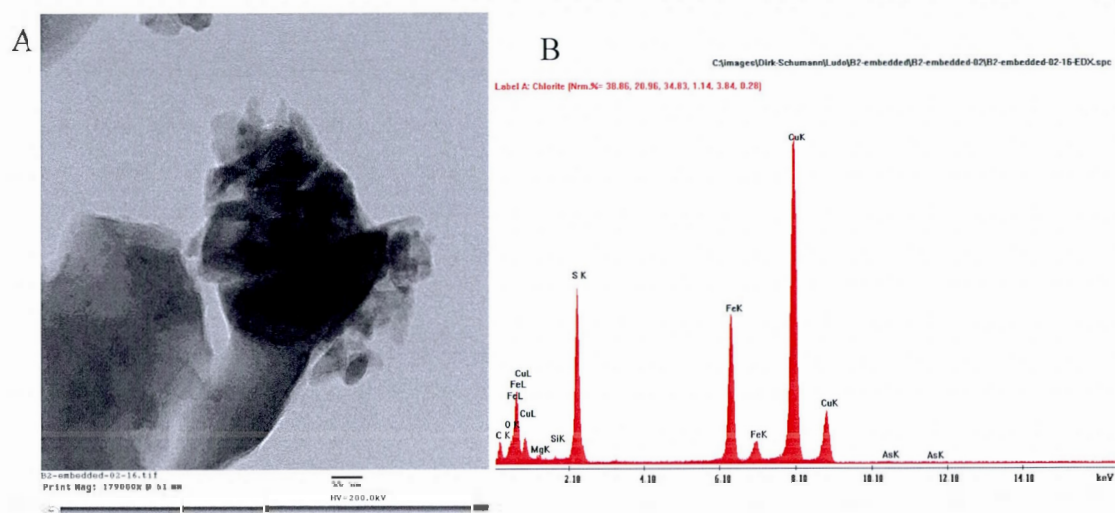 A
B
C:\images\Dirk-Schumann\Ludo\B2-embedded\B2-embedded-02\B2-embedded-02-16-EDX.spc
Label A: Chlorite (Nrm.%= 38.86, 20.96, 34.83, 1.14, 3.84, 0.28)
CuK
S K
FeK
CuL
FeL
FeL
O K
CuL
C K
MgK
SiK
FeK
CuK
AsK
AsK
2.10
4.10
6.10
8.10
10.10
12.10
14.10
keV
B2-embedded-02-16.tif
Print Mag: 179000X @ 51 mm
HV=200.0kV